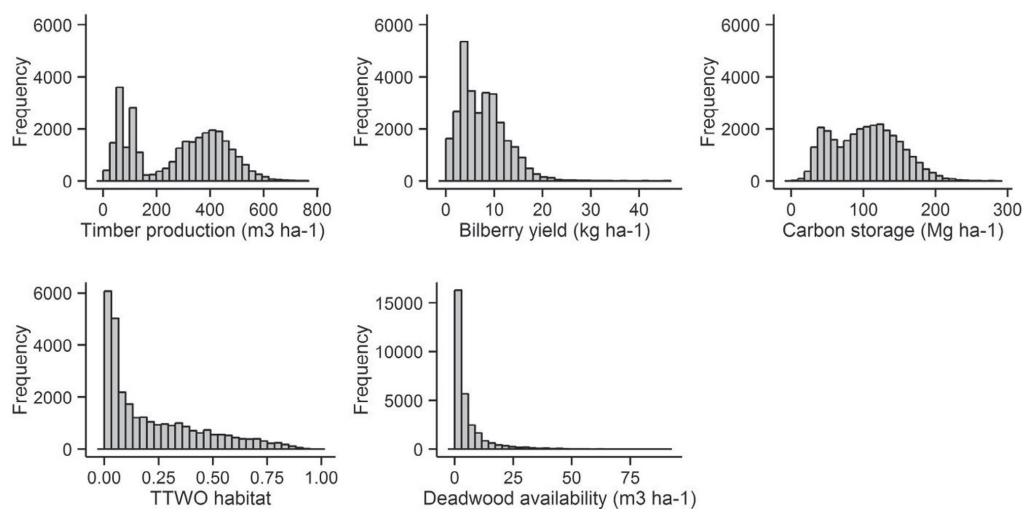 6000
4000
2000
0
Frequency
0 200 400 600 800
Timber production (m3 ha-1)
6000
4000
2000
0
Frequency
0 10 20 30 40
Bilberry yield (kg ha-1)
6000
4000
2000
0
Frequency
0 100 200 300
Carbon storage (Mg ha-1)
6000
4000
2000
0
Frequency
0.00 0.25 0.50 0.75 1.00
TTWO habitat
15000
10000
5000
0
Frequency
0 25 50 75
Deadwood availability (m3 ha-1)